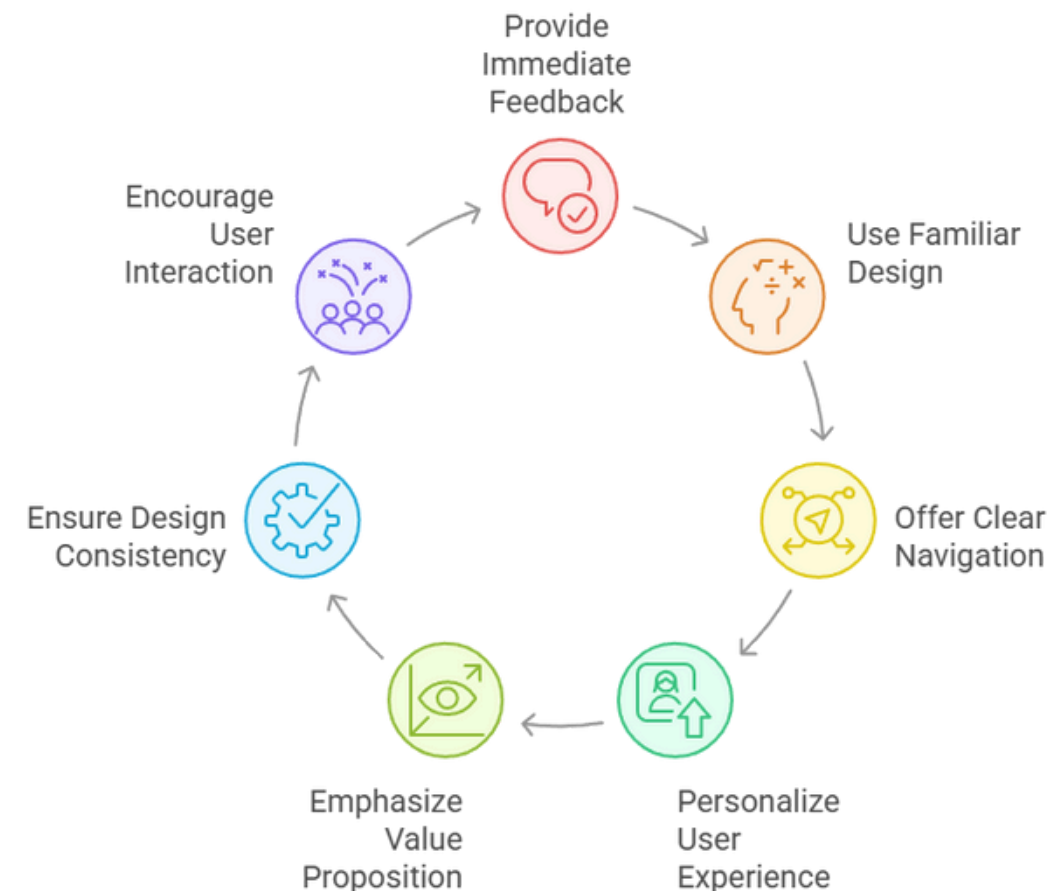 Provide
Immediate
Feedback
Use Familiar
Design
Offer Clear
Navigation
Personalize
User
Experience
Emphasize
Value
Proposition
Ensure Design
Consistency
Encourage
User
Interaction